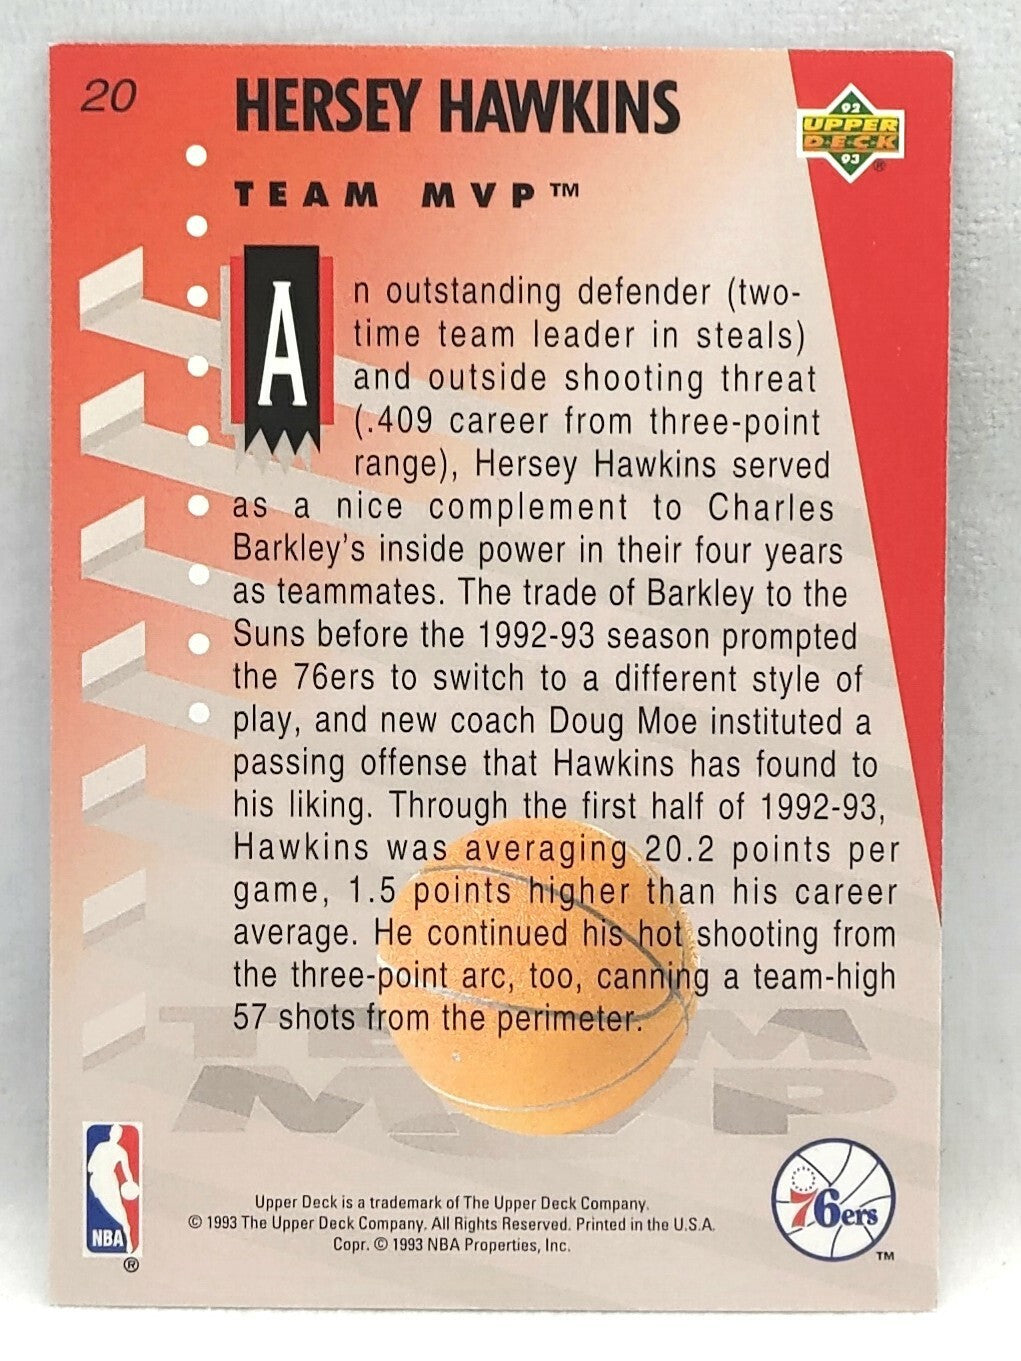 20
HERSEY HAWKINS
92
UPPER
DECK
93
®
TEAM MVP™
An outstanding defender (two-
time team leader in steals)
and outside shooting threat
(.409 career from three-point
range), Hersey Hawkins served
as a nice complement to Charles
Barkley's inside power in their four years
as teammates. The trade of Barkley to the
Suns before the 1992-93 season prompted
the 76ers to switch to a different style of
play, and new coach Doug Moe instituted a
passing offense that Hawkins has found to
his liking. Through the first half of 1992-93,
Hawkins was averaging 20.2 points per
game, 1.5 points higher than his career
average. He continued his hot shooting from
the three-point arc, too, canning a team-high
57 shots from the perimeter.
TEAM
MVP
NBA
®
Upper Deck is a trademark of The Upper Deck Company.
© 1993 The Upper Deck Company. All Rights Reserved. Printed in the U.S.A.
Copr. © 1993 NBA Properties, Inc.
76ers
™